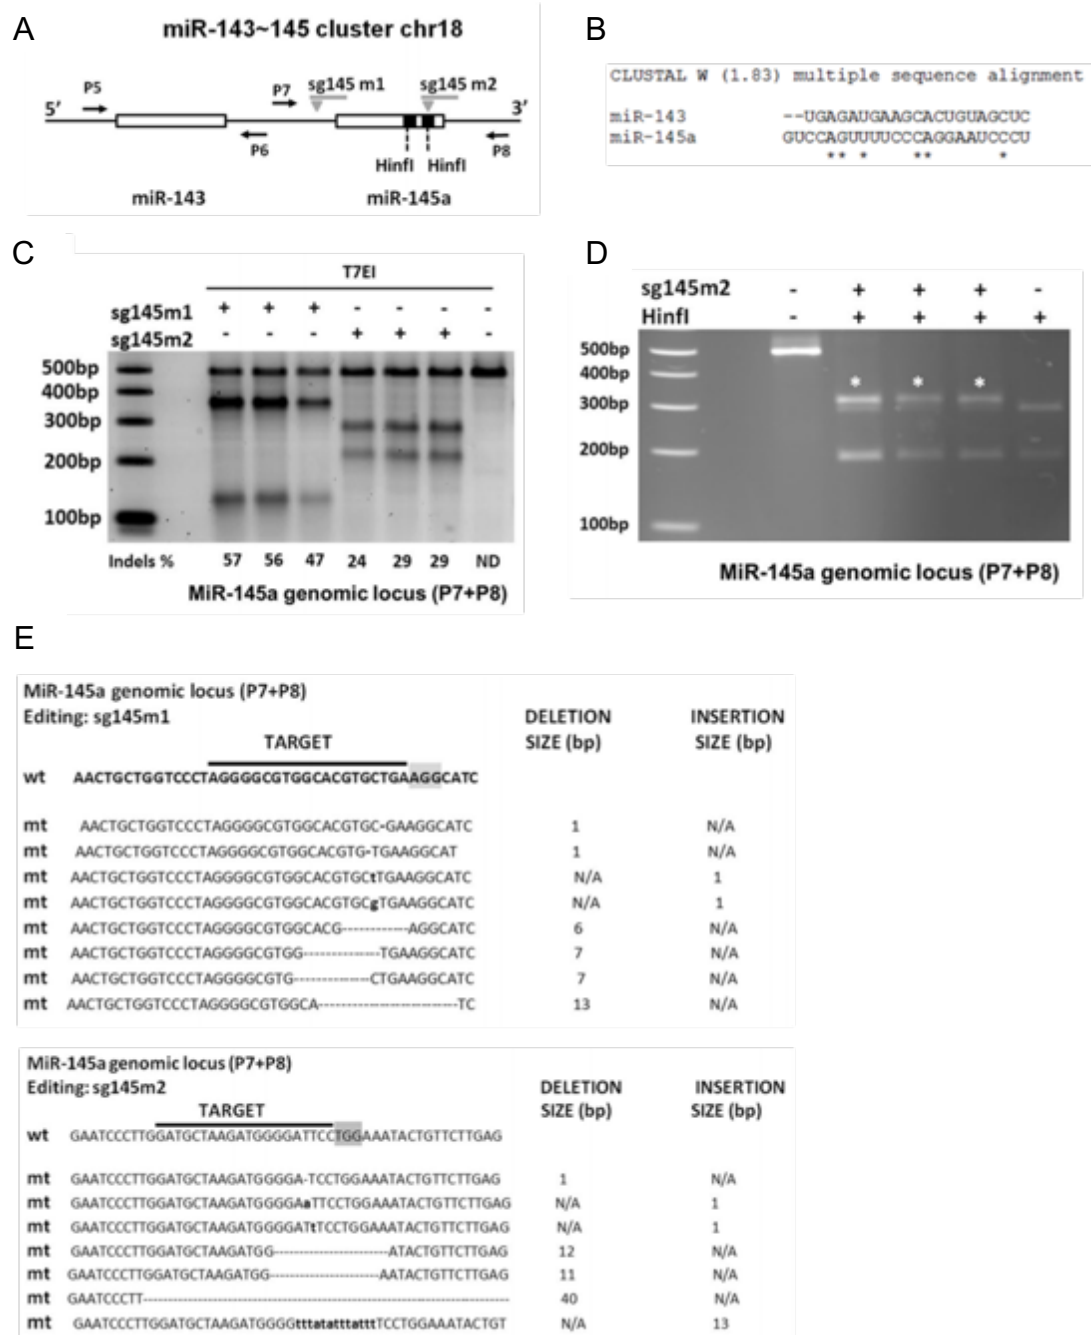 A
miR-143~145 cluster chr18
P5
P7
sg145 m1
sg145 m2
5'
3'
P6
P8
HinfI
HinfI
miR-143
miR-145a
B
CLUSTAL W (1.83) multiple sequence alignment
miR-143 --UGAGAUGAAGCACUGUAGCUC
miR-145a GUCCAGUUUUCCCAGGAAUCCCU
** * ** *
C
T7EI
sg145m1 + + + - - - -
sg145m2 - - - + + + -
500bp
400bp
300bp
200bp
100bp
Indels % 57 56 47 24 29 29 ND
MiR-145a genomic locus (P7+P8)
D
sg145m2 - + + + -
HinfI - + + + +
500bp
400bp
* * *
300bp
200bp
100bp
MiR-145a genomic locus (P7+P8)
E
MiR-145a genomic locus (P7+P8)
Editing: sg145m1 DELETION INSERTION
SIZE (bp) SIZE (bp)
TARGET
wt AACTGCTGGTCCCTAGGGGCGTGGCACGTGCTGAAGGCATC
mt AACTGCTGGTCCCTAGGGGCGTGGCACGTGC-GAAGGCATC 1 N/A
mt AACTGCTGGTCCCTAGGGGCGTGGCACGTG-TGAAGGCAT 1 N/A
mt AACTGCTGGTCCCTAGGGGCGTGGCACGTGCtTGAAGGCATC N/A 1
mt AACTGCTGGTCCCTAGGGGCGTGGCACGTGCgTGAAGGCATC N/A 1
mt AACTGCTGGTCCCTAGGGGCGTGGCACG------------AGGCATC 6 N/A
mt AACTGCTGGTCCCTAGGGGCGTGG-------------TGAAGGCATC 7 N/A
mt AACTGCTGGTCCCTAGGGGCGTG-------------CTGAAGGCATC 7 N/A
mt AACTGCTGGTCCCTAGGGGCGTGGCA------------------------TC 13 N/A
MiR-145a genomic locus (P7+P8)
Editing: sg145m2 DELETION INSERTION
SIZE (bp) SIZE (bp)
TARGET
wt GAATCCCTTGGATGCTAAGATGGGGATTCCTGGAAATACTGTTCTTGAG
mt GAATCCCTTGGATGCTAAGATGGGGA-TCCTGGAAATACTGTTCTTGAG 1 N/A
mt GAATCCCTTGGATGCTAAGATGGGGAaTTCCTGGAAATACTGTTCTTGAG N/A 1
mt GAATCCCTTGGATGCTAAGATGGGGATtTCCTGGAAATACTGTTCTTGAG N/A 1
mt GAATCCCTTGGATGCTAAGATGG--------------------ATACTGTTCTTGAG 12 N/A
mt GAATCCCTTGGATGCTAAGATGG-------------------AATACTGTTCTTGAG 11 N/A
mt GAATCCCTT---------------------------------------------------------------- 40 N/A
mt GAATCCCTTGGATGCTAAGATGGGGtttatatttatttTCCTGGAAATACTGT N/A 13